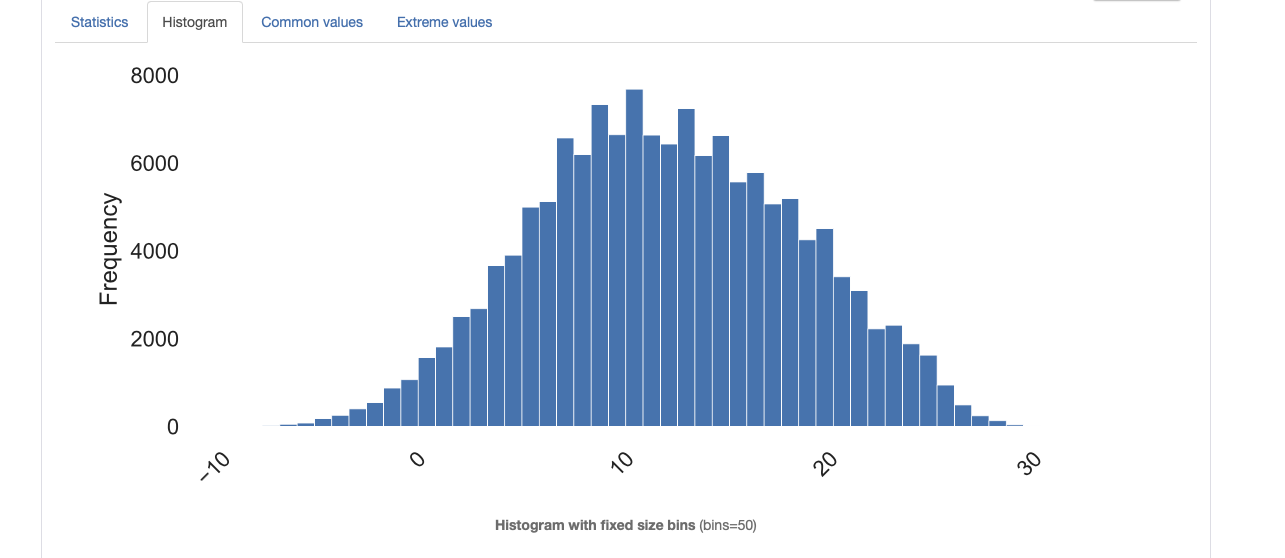 Statistics Histogram Common values Extreme values
8000
6000
4000
2000
0
Frequency
−10 0 10 20 30
Histogram with fixed size bins (bins=50)